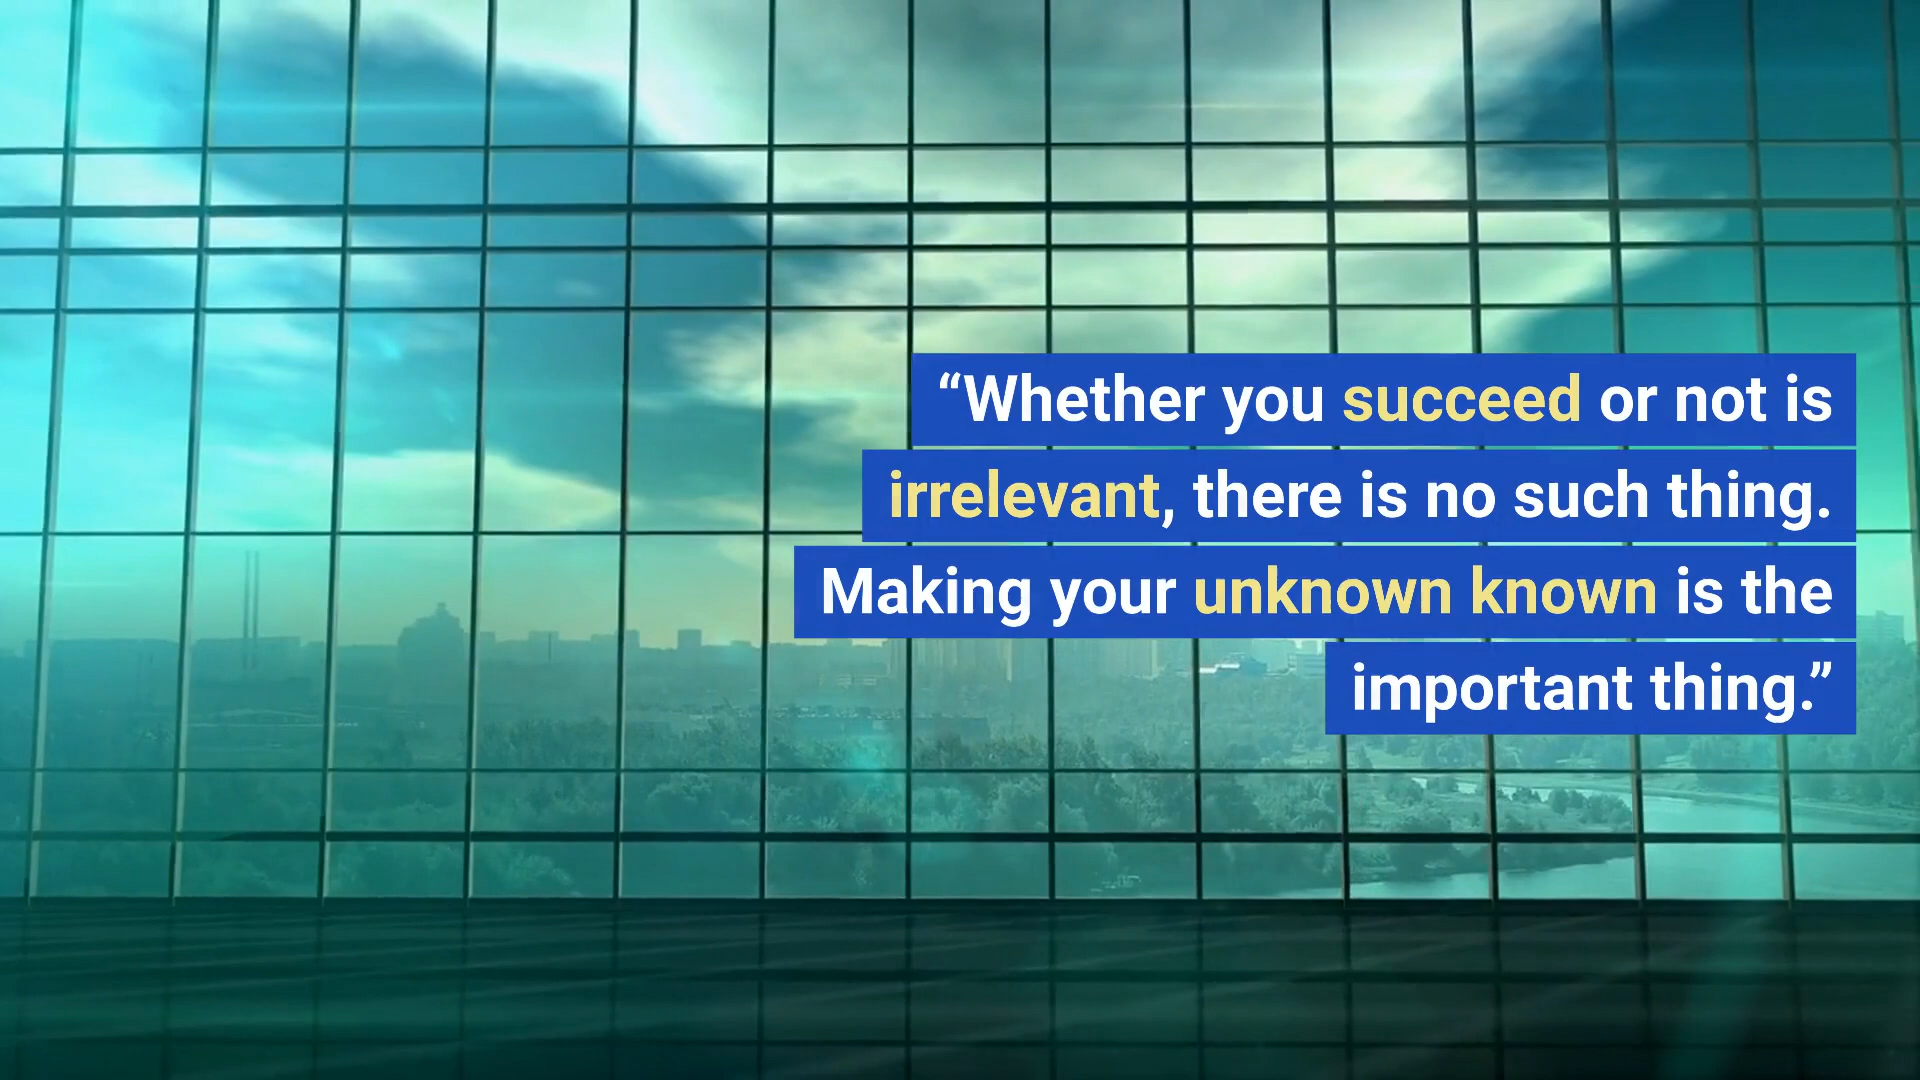 “Whether you succeed or not is
irrelevant, there is no such thing.
Making your unknown known is the
important thing.”